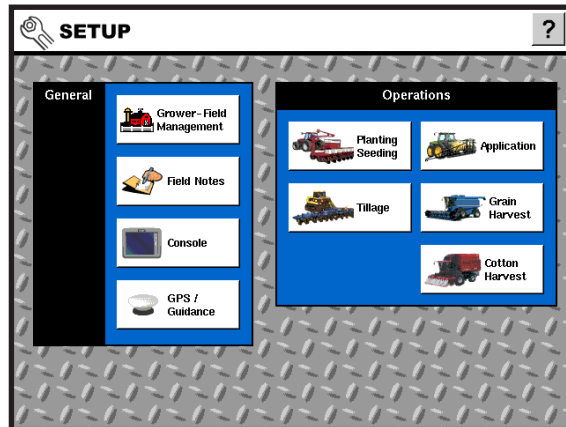 SETUP
?
General
Grower-Field
Management
Field Notes
Console
GPS /
Guidance
Operations
Planting
Seeding
Application
Tillage
Grain
Harvest
Cotton
Harvest